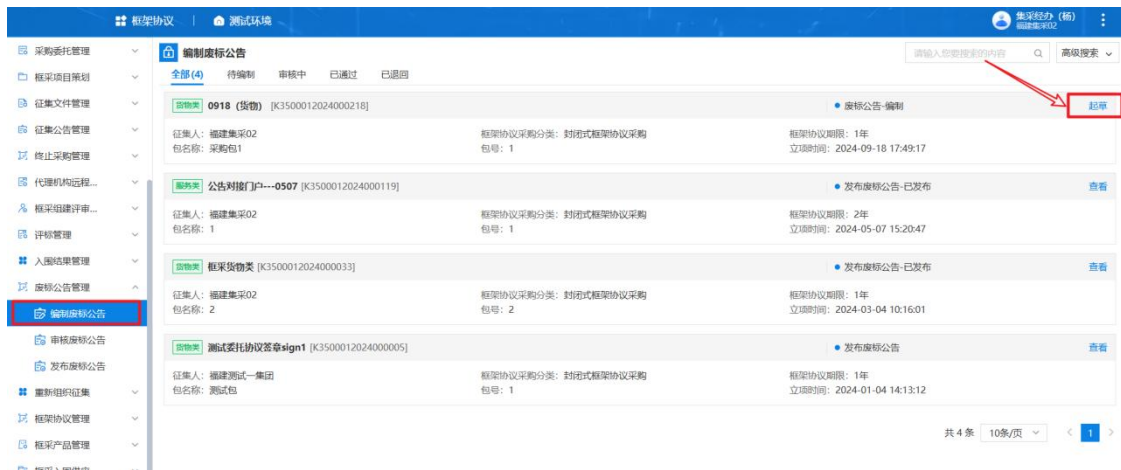 框架协议 测试环境 集采经办（杨）
福建集采02
采购委托管理
框采项目策划
征集文件管理
征集公告管理
终止采购管理
代理机构远程...
框采组建评审...
评标管理
入围结果管理
废标公告管理
编制废标公告
审核废标公告
发布废标公告
重新组织征集
框架协议管理
框采产品管理
编制废标公告 请输入您要搜索的内容 高级搜索
全部(4) 待编制 审核中 已通过 已退回
货物类 0918（货物） [K3500012024000218] 废标公告-编制 起草
征集人：福建集采02 框架协议采购分类：封闭式框架协议采购 框架协议期限：1年
包名称：采购包1 包号：1 立项时间：2024-09-18 17:49:17
服务类 公告对接门户---0507 [K3500012024000119] 发布废标公告-已发布 查看
征集人：福建集采02 框架协议采购分类：封闭式框架协议采购 框架协议期限：2年
包名称：1 包号：1 立项时间：2024-05-07 15:20:47
货物类 框采货物类 [K3500012024000033] 发布废标公告-已发布 查看
征集人：福建集采02 框架协议采购分类：封闭式框架协议采购 框架协议期限：1年
包名称：2 包号：2 立项时间：2024-03-04 10:16:01
货物类 测试委托协议签章sign1 [K3500012024000005] 发布废标公告 查看
征集人：福建测试一集团 框架协议采购分类：封闭式框架协议采购 框架协议期限：1年
包名称：测试包 包号：1 立项时间：2024-01-04 14:13:12
共 4 条 10条/页 1